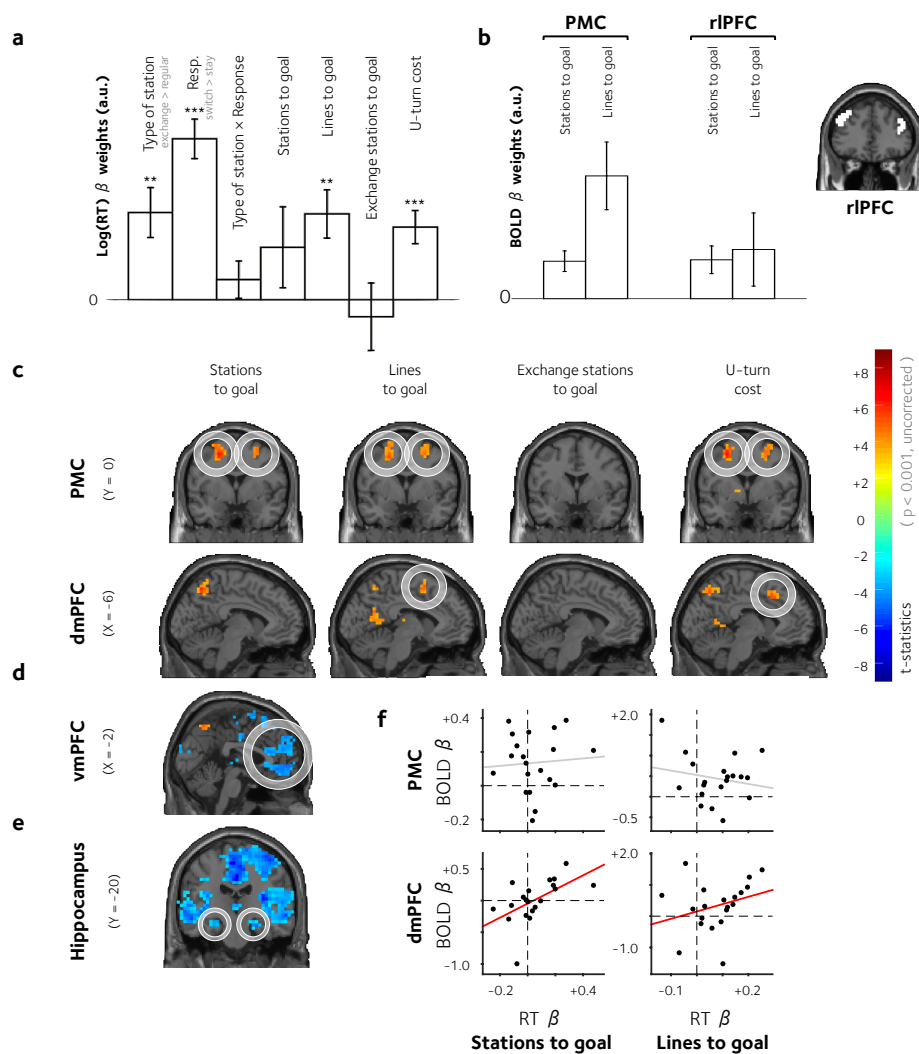 a
Log(RT) β weights (a.u.)
0
Type of station
exchange > regular
**
Resp.
switch > stay
***
Type of station × Response
Stations to goal
Lines to goal
**
Exchange stations to goal
U-turn cost
***
b
PMC
rlPFC
BOLD β weights (a.u.)
0
Stations to goal
Lines to goal
Stations to goal
Lines to goal
rlPFC
c
Stations
to goal
Lines
to goal
Exchange stations
to goal
U-turn
cost
PMC
(Y = 0)
dmPFC
(X = -6)
+8
+6
+4
+2
0
-2
-4
-6
-8
t-statistics
( p < 0.001, uncorrected )
d
vmPFC
(X = -2)
e
Hippocampus
(Y = -20)
f
PMC
BOLD β
+0.4
-0.2
+2.0
-0.5
dmPFC
BOLD β
+0.5
-1.0
+2.0
-1.0
-0.2
+0.4
-0.1
+0.2
RT β
RT β
Stations to goal
Lines to goal